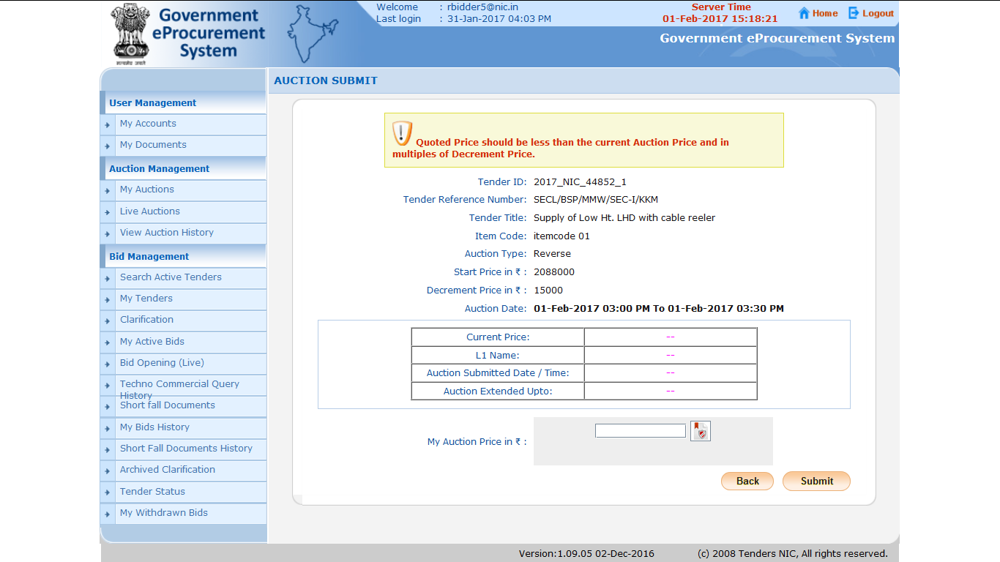 Government
eProcurement
System
Welcome : rbidder5@nic.in
Last login : 31-Jan-2017 04:03 PM
Server Time
01-Feb-2017 15:18:21
Home
Logout
Government eProcurement System
User Management
My Accounts
My Documents
Auction Management
My Auctions
Live Auctions
View Auction History
Bid Management
Search Active Tenders
My Tenders
Clarification
My Active Bids
Bid Opening (Live)
Techno Commercial Query
History
Short fall Documents
My Bids History
Short Fall Documents History
Archived Clarification
Tender Status
My Withdrawn Bids
AUCTION SUBMIT
Quoted Price should be less than the current Auction Price and in
multiples of Decrement Price.
Tender ID: 2017_NIC_44852_1
Tender Reference Number: SECL/BSP/MMW/SEC-I/KKM
Tender Title: Supply of Low Ht. LHD with cable reeler
Item Code: itemcode 01
Auction Type: Reverse
Start Price in ₹ : 2088000
Decrement Price in ₹ : 15000
Auction Date: 01-Feb-2017 03:00 PM To 01-Feb-2017 03:30 PM
Current Price: --
L1 Name: --
Auction Submitted Date / Time: --
Auction Extended Upto: --
My Auction Price in ₹ :
Back
Submit
Version:1.09.05 02-Dec-2016
(c) 2008 Tenders NIC, All rights reserved.